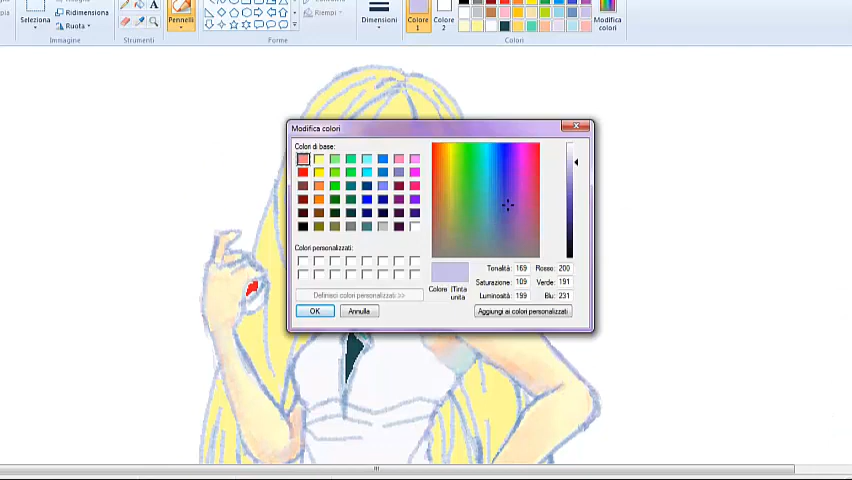 Selezione
Ridimensiona
Ruota
Immagine
A
Strumenti
Pennelli
Riempi
Forme
Dimensioni
Colore
1
Colore
2
Modifica
colori
Colori
Modifica colori
Colori di base:
Colori personalizzati:
Definisci colori personalizzati >>
OK
Annulla
Colore
|Tinta
unita
Tonalità: 169
Saturazione: 109
Luminosità: 199
Rosso: 200
Verde: 191
Blu: 231
Aggiungi ai colori personalizzati